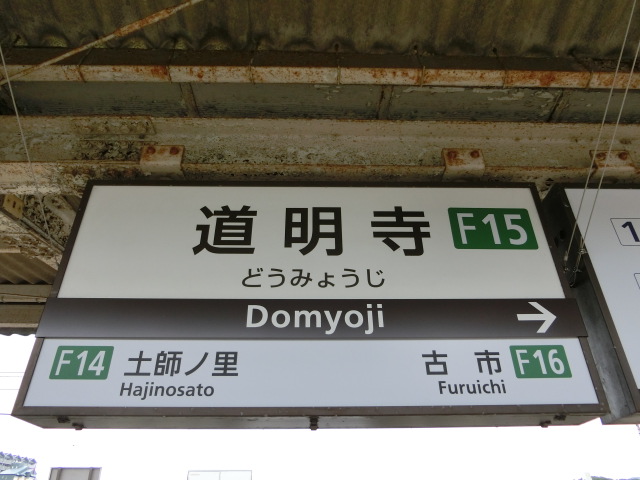 道明寺 F15
どうみょうじ
Domyoji
F14 土師ノ里 古市 F16
Hajinosato Furuichi
1